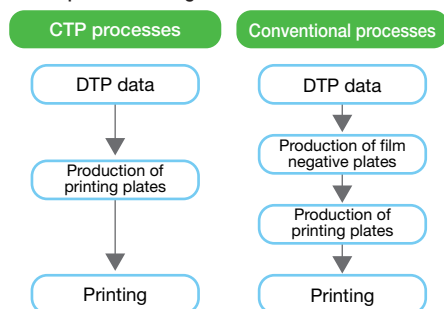 CTP processes
DTP data
Production of
printing plates
Printing
Conventional processes
DTP data
Production of film
negative plates
Production of
printing plates
Printing